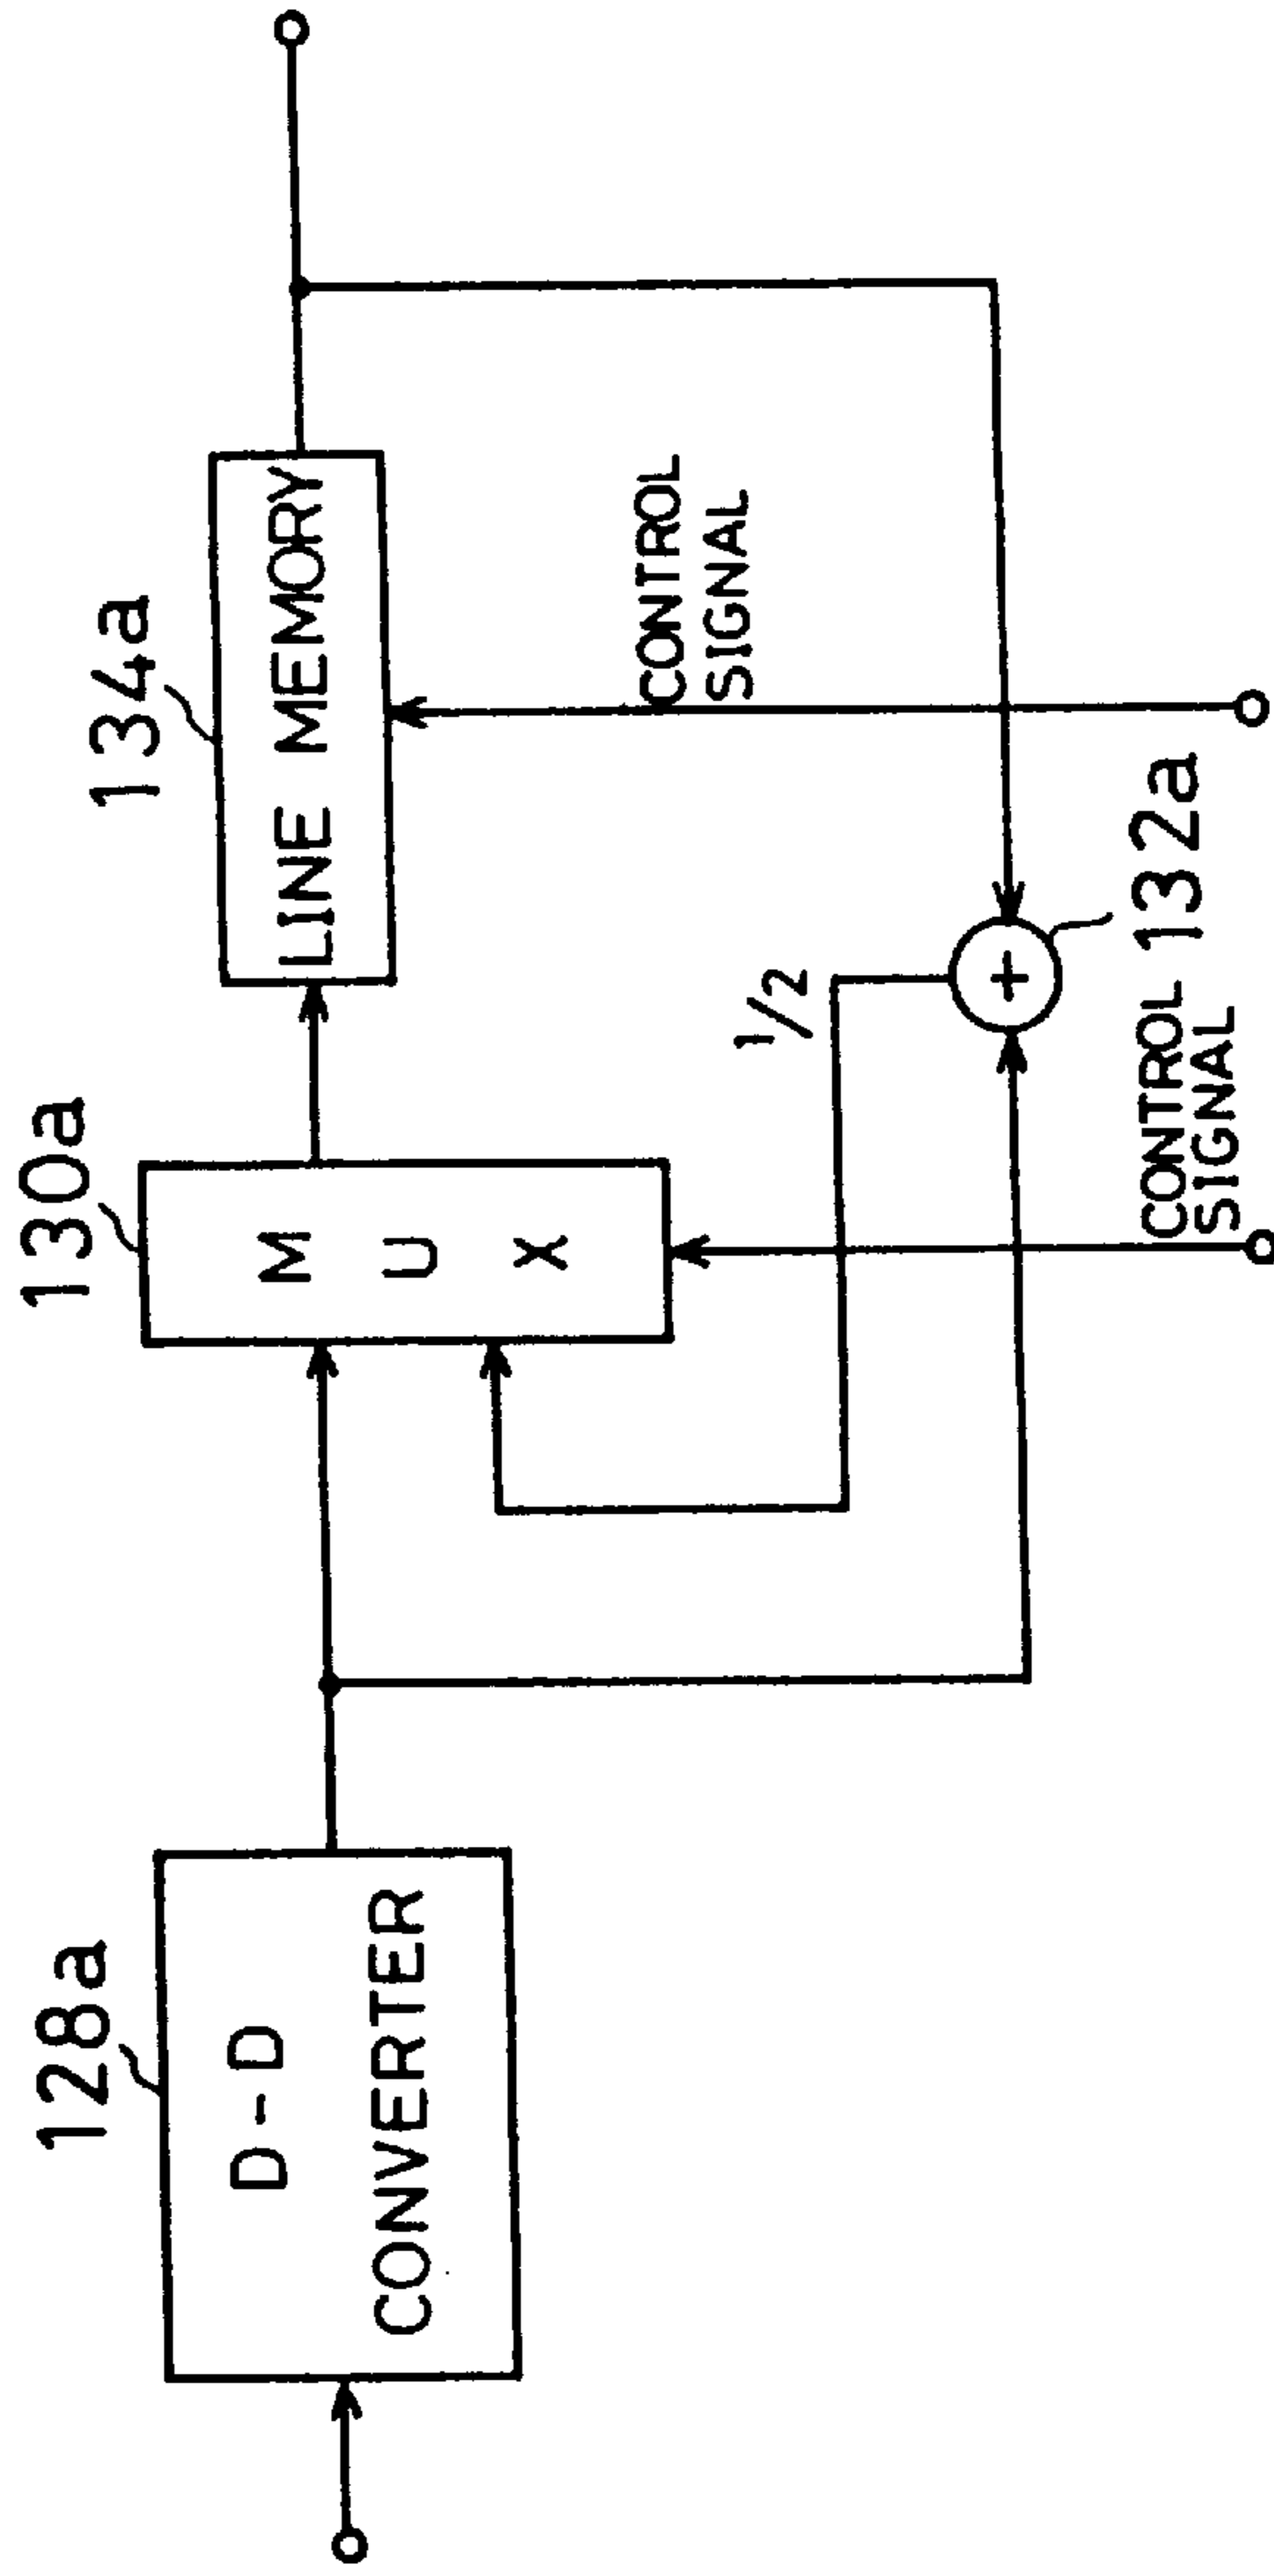 128a
D-D
CONVERTER
130a
M
U
X
134a
LINE MEMORY
1/2
132a
CONTROL
SIGNAL
CONTROL
SIGNAL
+